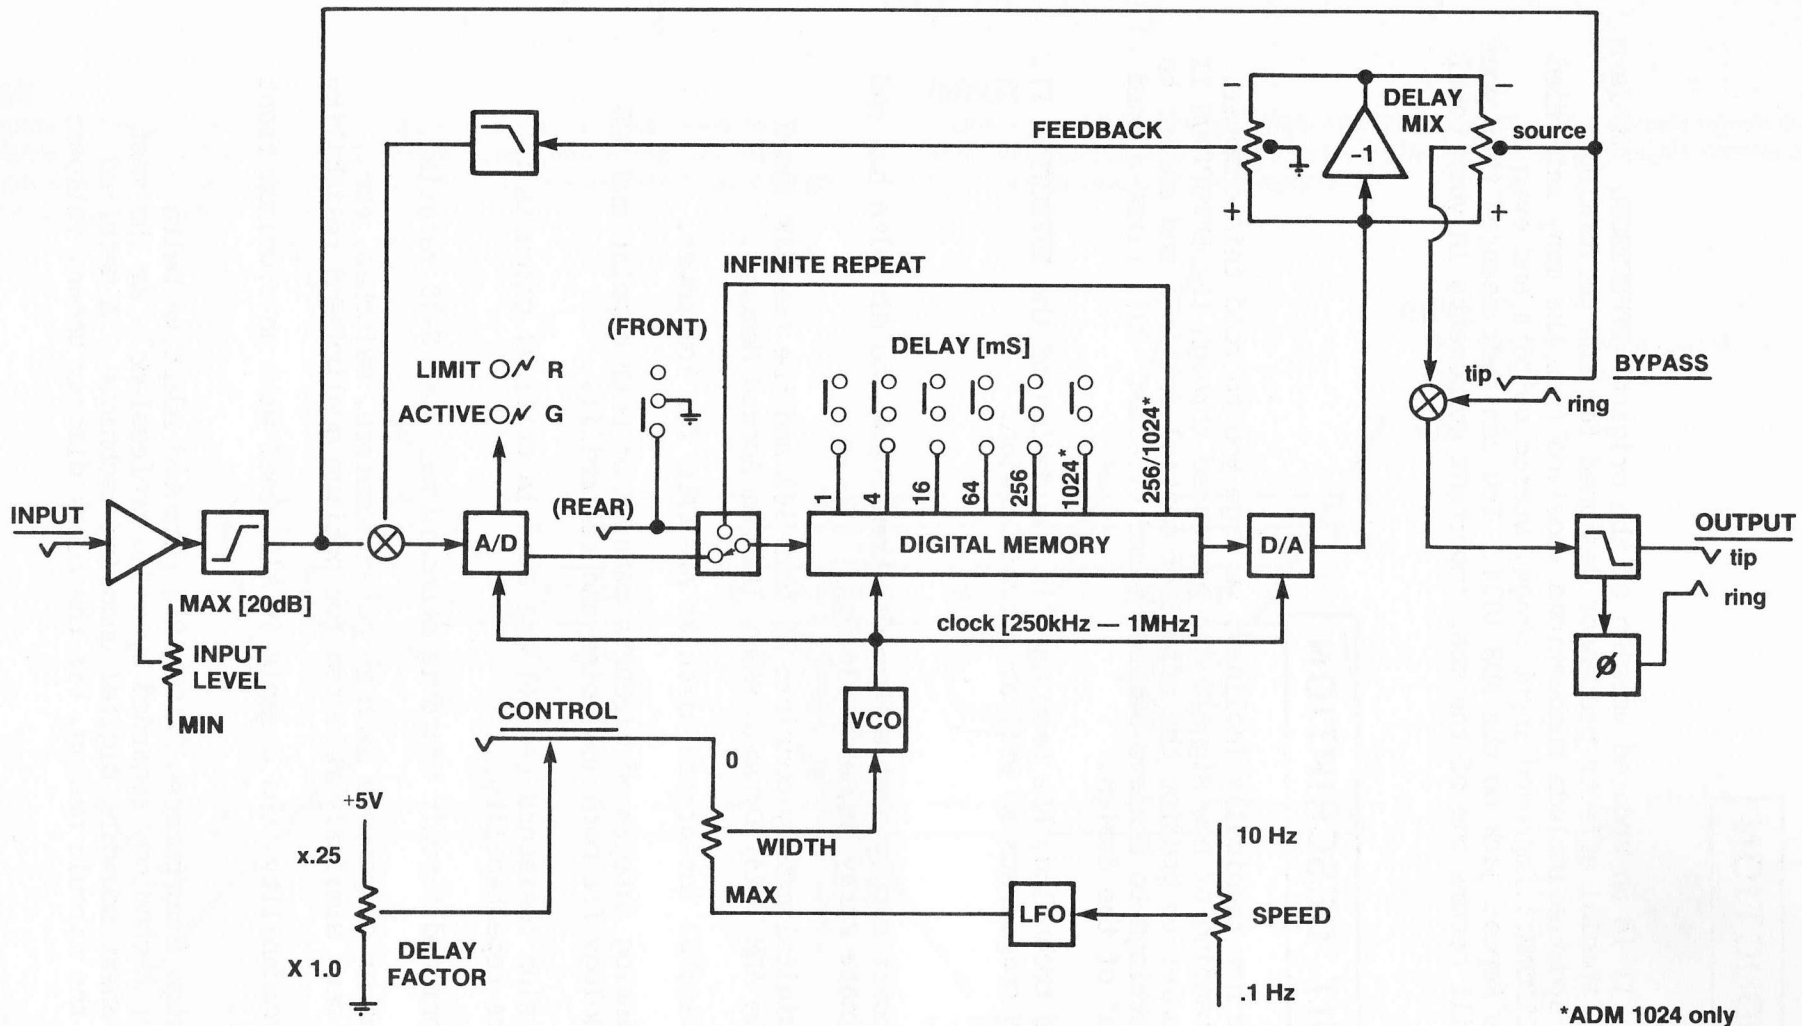 DELAY
MIX
−
−
source
FEEDBACK
-1
+
+
INFINITE REPEAT
(FRONT)
DELAY [mS]
LIMIT R
ACTIVE G
BYPASS
tip
ring
1
4
16
64
256
1024*
256/1024*
(REAR)
INPUT
A/D
DIGITAL MEMORY
D/A
OUTPUT
tip
ring
MAX [20dB]
INPUT
LEVEL
MIN
clock [250kHz — 1MHz]
Ø
CONTROL
VCO
0
+5V
x.25
WIDTH
10 Hz
MAX
LFO
SPEED
DELAY
FACTOR
X 1.0
.1 Hz
*ADM 1024 only